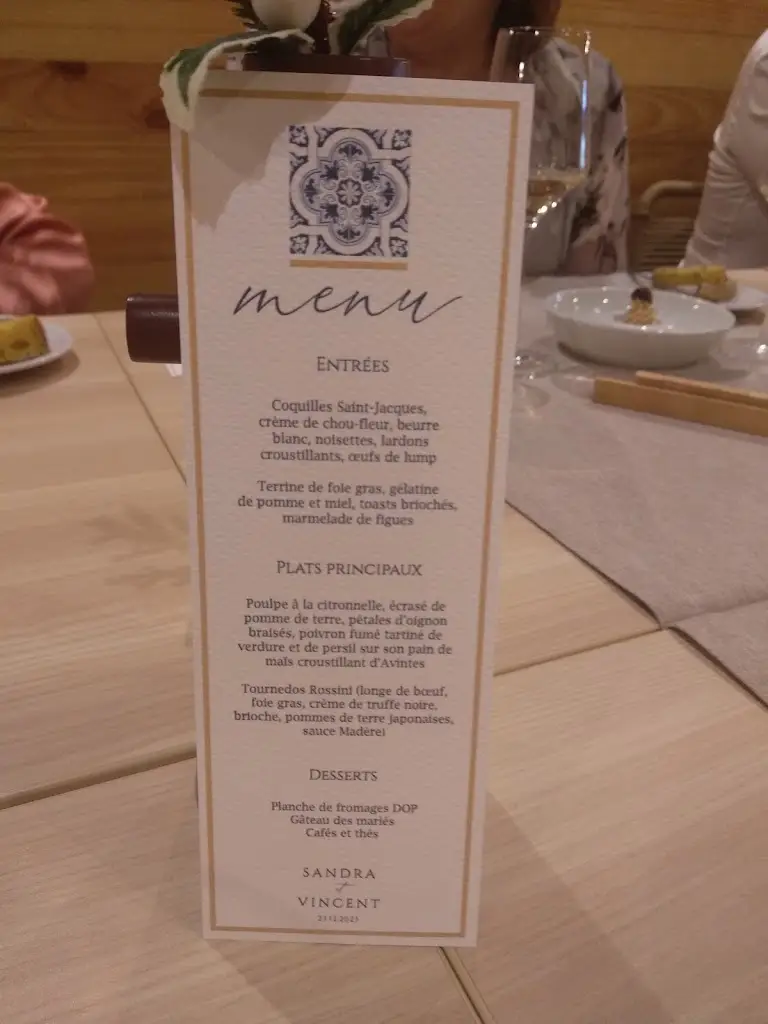 menu
ENTRÉES
Coquilles Saint-Jacques,
crème de chou-fleur, beurre
blanc, noisettes, lardons
croustillants, œufs de lump
Terrine de foie gras, gélatine
de pomme et miel, toasts briochés,
marmelade de figues
PLATS PRINCIPAUX
Poulpe à la citronnelle, écrasé de
pomme de terre, pétales d'oignon
braisés, poivron fumé tartiné de
verdure et de persil sur son pain de
maïs croustillant d'Avintes
Tournedos Rossini (longe de bœuf,
foie gras, crème de truffe noire,
brioche, pommes de terre japonaises,
sauce Madère)
DESSERTS
Planche de fromages DOP
Gâteau des mariés
Cafés et thés
SANDRA
et
VINCENT